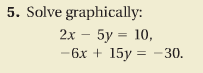 5. Solve graphically:
2x − 5y = 10,
−6x + 15y = −30.